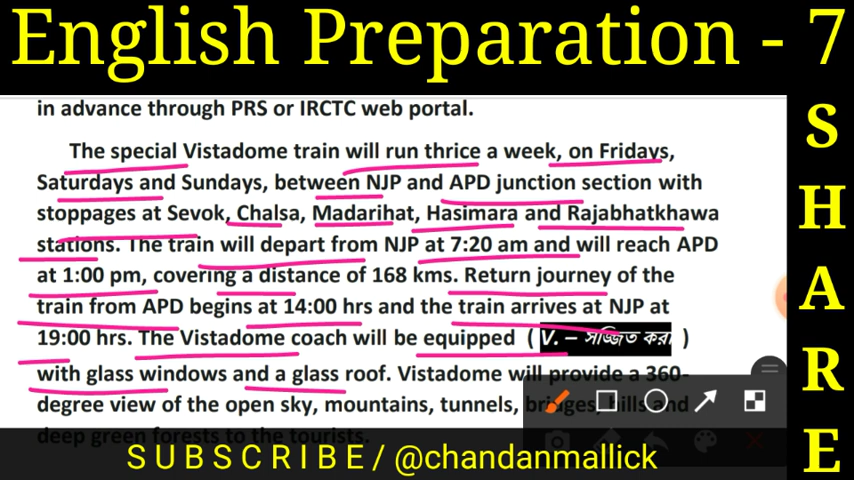 English Preparation - 7
in advance through PRS or IRCTC web portal.
The special Vistadome train will run thrice a week, on Fridays,
Saturdays and Sundays, between NJP and APD junction section with
stoppages at Sevok, Chalsa, Madarihat, Hasimara and Rajabhatkhawa
stations. The train will depart from NJP at 7:20 am and will reach APD
at 1:00 pm, covering a distance of 168 kms. Return journey of the
train from APD begins at 14:00 hrs and the train arrives at NJP at
19:00 hrs. The Vistadome coach will be equipped ( V. – সজ্জিত করা )
with glass windows and a glass roof. Vistadome will provide a 360-
degree view of the open sky, mountains, tunnels, bridges, hills and
deep green forests to the tourists.
SUBSCRIBE/ @chandanmallick
S
H
A
R
E